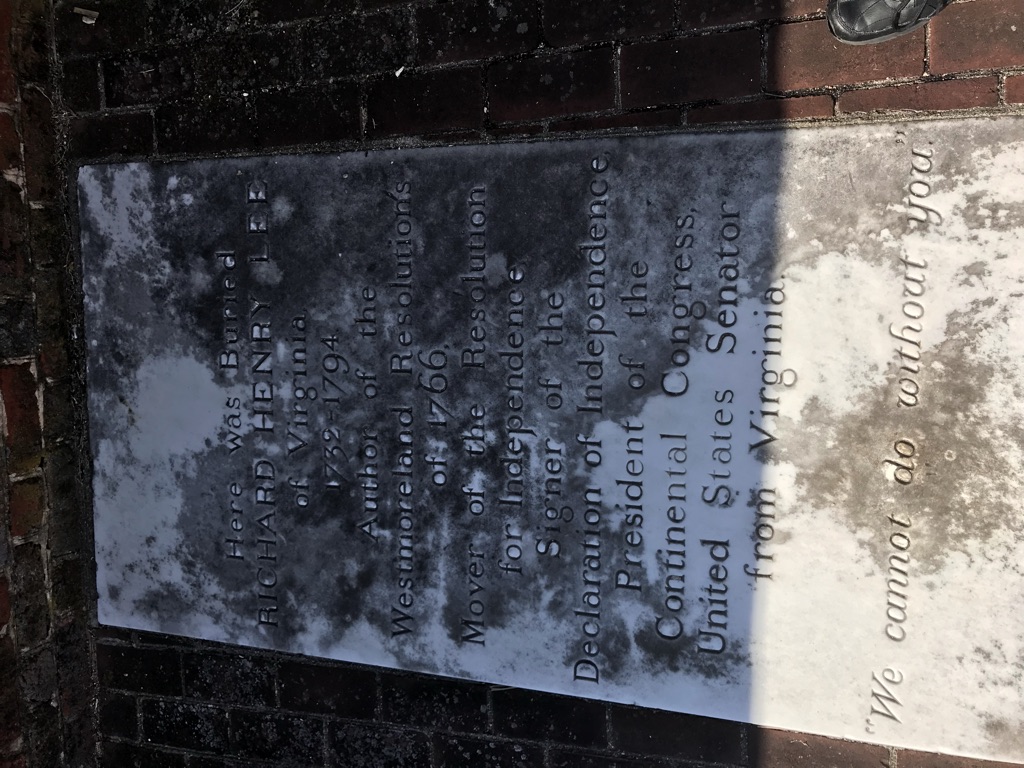 Here Was Buried
RICHARD HENRY LEE
of Virginia
1732-1794
Author of the
Westmoreland Resolutions
of 1766.
Mover of the Resolution
for Independence
Signer of the
Declaration of Independence
President of the
Continental Congress,
United States Senator
from Virginia
"We cannot do without you."